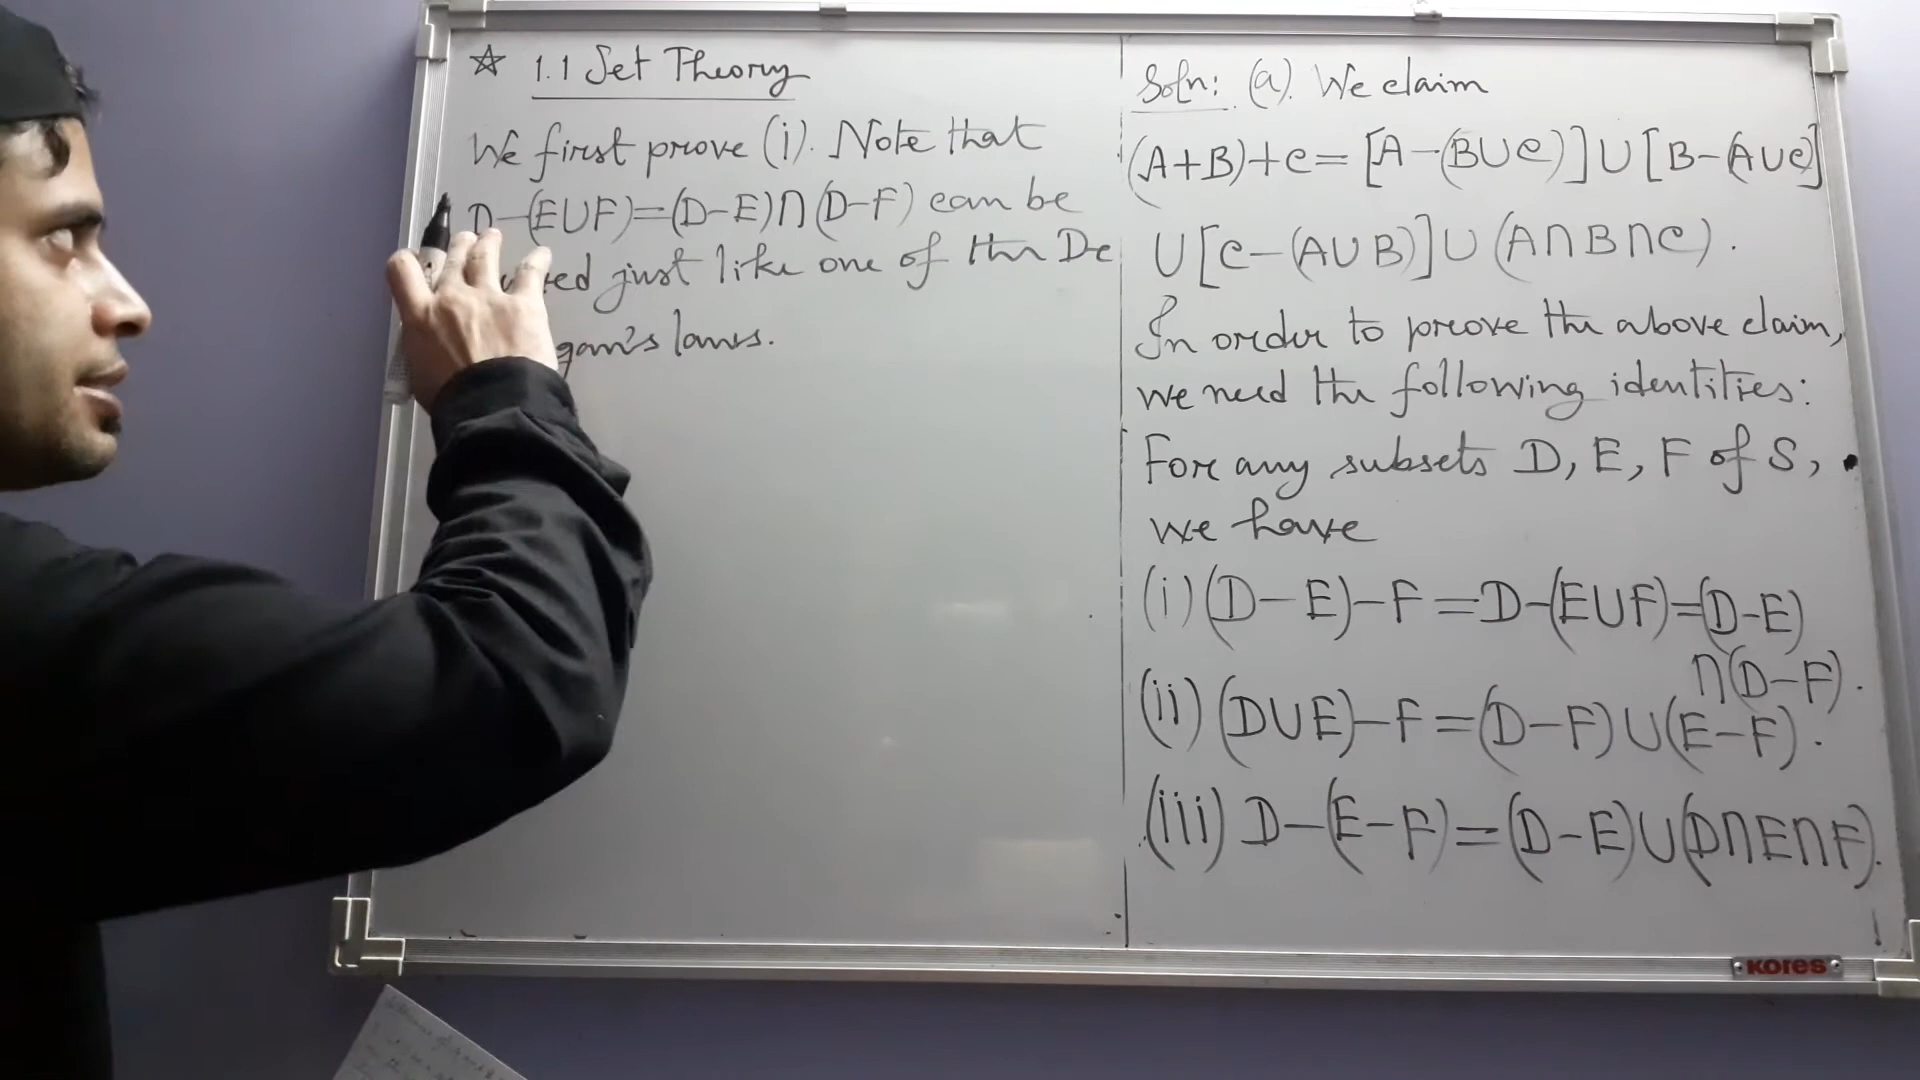 ☆ 1.1 Set Theory
We first prove (i). Note that
D-(E∪F)=(D-E)∩(D-F) can be
just like one of the De
gan's laws.
Soln: (a). We claim
(A+B)+C=[A-(B∪C)]∪[B-(A∪C)]
∪[C-(A∪B)]∪(A∩B∩C).
In order to prove the above claim,
we need the following identities:
For any subsets D, E, F of S,
we have
(i) (D-E)-F=D-(E∪F)=(D-E)
∩(D-F).
(ii) (D∪E)-F=(D-F)∪(E-F).
(iii) D-(E-F)=(D-E)∪(D∩E∩F).
KORES